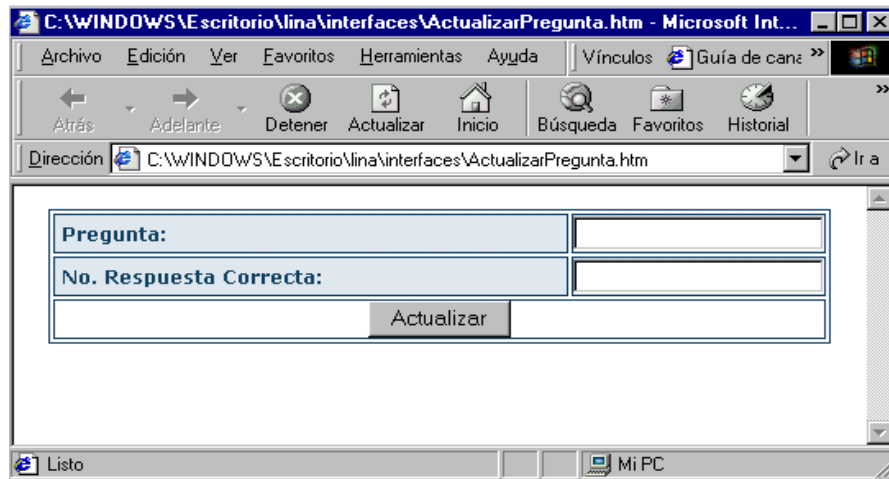 C:\WINDOWS\Escritorio\lina\interfaces\ActualizarPregunta.htm - Microsoft Int...
Archivo Edición Ver Favoritos Herramientas Ayuda Vínculos Guía de cana »
Atrás Adelante Detener Actualizar Inicio Búsqueda Favoritos Historial »
Dirección C:\WINDOWS\Escritorio\lina\interfaces\ActualizarPregunta.htm Ir a
Pregunta:
No. Respuesta Correcta:
Actualizar
Listo Mi PC